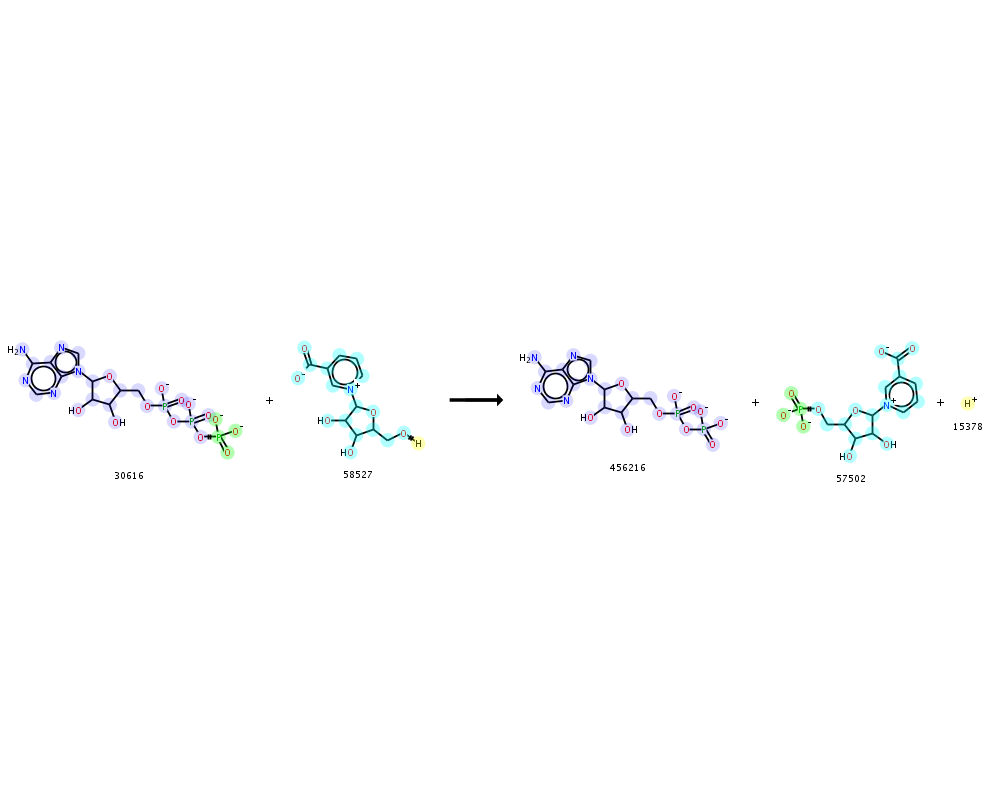 H2N N N N N O HO OH O P O- O O P O- O O P O- O- O
30616
+
O O- N+ O HO HO O H
58527
H2N N N N N O HO OH O P O- O O P O- O- O
456216
+
O- P O O- O O HO OH N+ O- O
57502
+
H+
15378